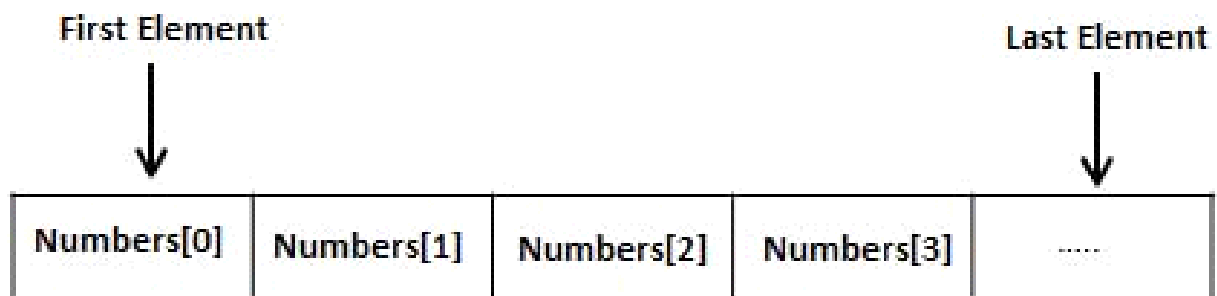 First Element
Last Element
Numbers[0] Numbers[1] Numbers[2] Numbers[3] .....